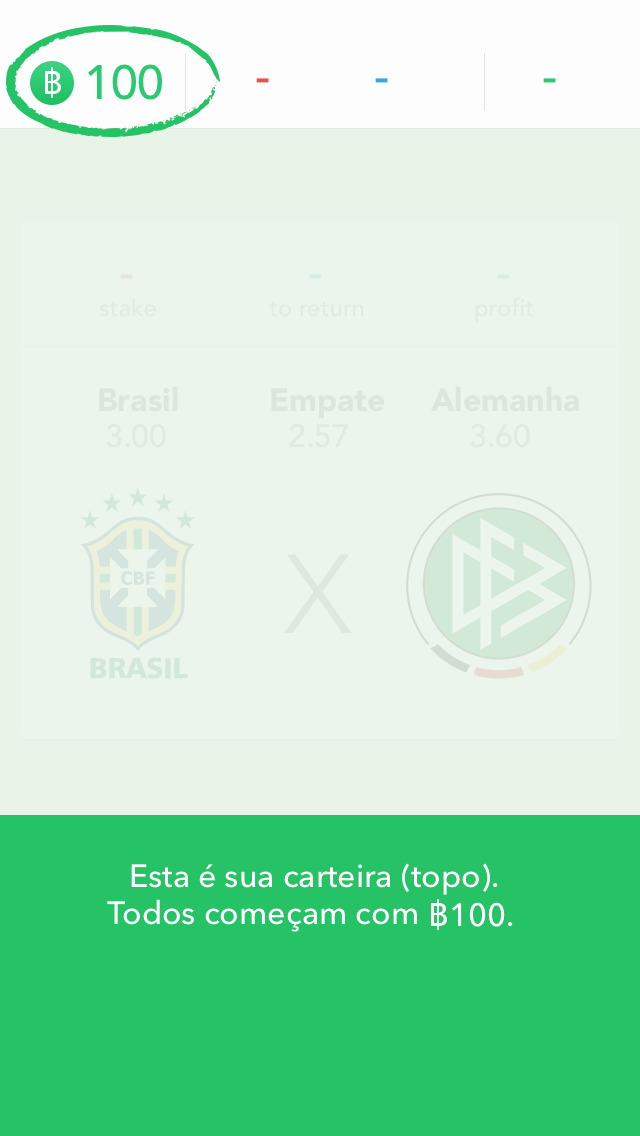 ฿ 100 - - -
- - -
stake to return profit
Brasil Empate Alemanha
3.00 2.57 3.60
CBF X
BRASIL
Esta é sua carteira (topo).
Todos começam com ฿100.